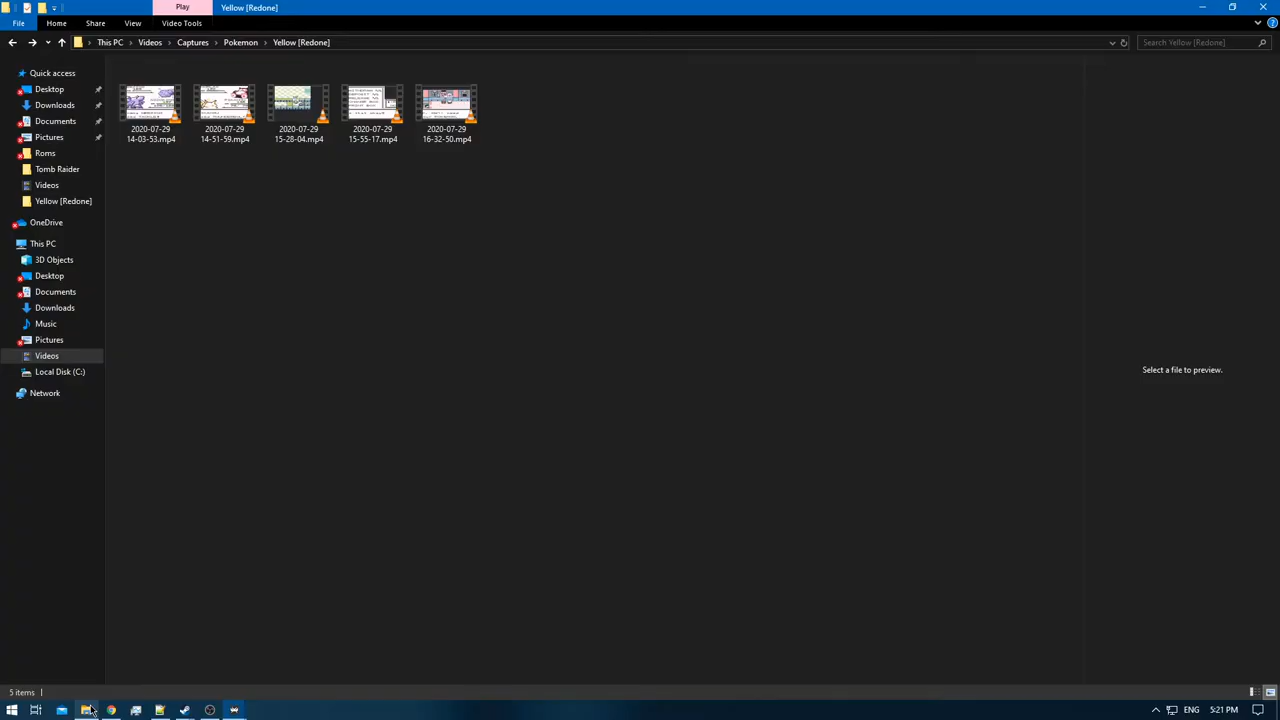 Play
Yellow [Redone]
File
Home
Share
View
Video Tools
This PC
Videos
Captures
Pokemon
Yellow [Redone]
Search Yellow [Redone]
Quick access
Desktop
Downloads
Documents
Pictures
Roms
Tomb Raider
Videos
Yellow [Redone]
OneDrive
This PC
3D Objects
Desktop
Documents
Downloads
Music
Pictures
Videos
Local Disk (C:)
Network
2020-07-29
14-03-53.mp4
2020-07-29
14-51-59.mp4
2020-07-29
15-28-04.mp4
2020-07-29
15-55-17.mp4
2020-07-29
16-32-50.mp4
Select a file to preview.
5 items
ENG
5:21 PM